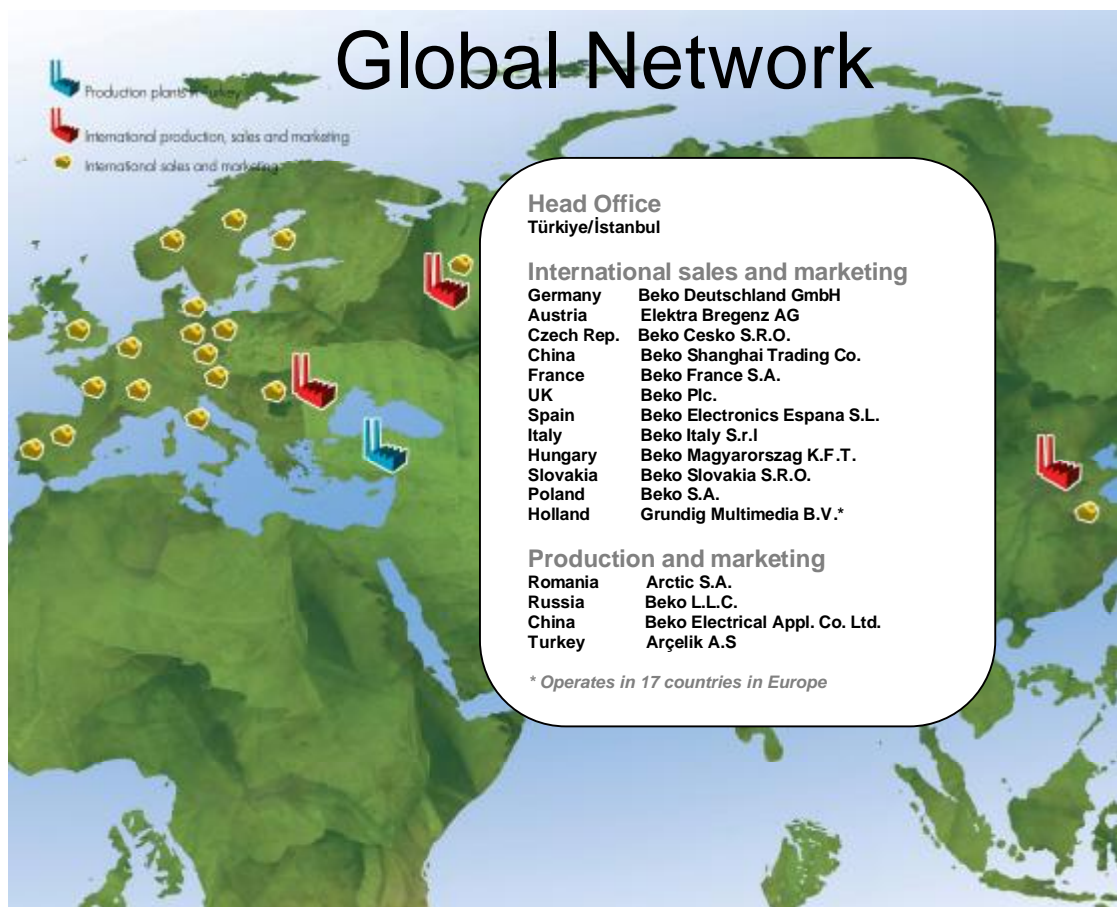 Global Network
Production plants in Turkey
International production, sales and marketing
International sales and marketing
Head Office
Türkiye/İstanbul
International sales and marketing
Germany Beko Deutschland GmbH
Austria Elektra Bregenz AG
Czech Rep. Beko Cesko S.R.O.
China Beko Shanghai Trading Co.
France Beko France S.A.
UK Beko Plc.
Spain Beko Electronics Espana S.L.
Italy Beko Italy S.r.l
Hungary Beko Magyarorszag K.F.T.
Slovakia Beko Slovakia S.R.O.
Poland Beko S.A.
Holland Grundig Multimedia B.V.*
Production and marketing
Romania Arctic S.A.
Russia Beko L.L.C.
China Beko Electrical Appl. Co. Ltd.
Turkey Arçelik A.S
* Operates in 17 countries in Europe